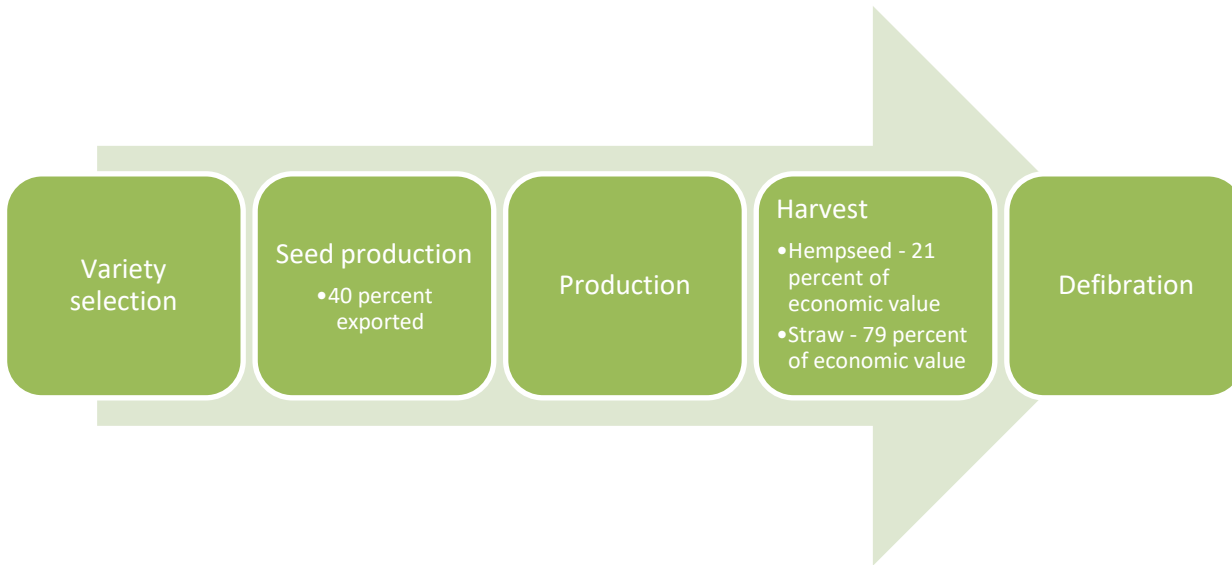 Variety
selection
Seed production
•40 percent
exported
Production
Harvest
•Hempseed - 21
percent of
economic value
•Straw - 79 percent
of economic value
Defibration